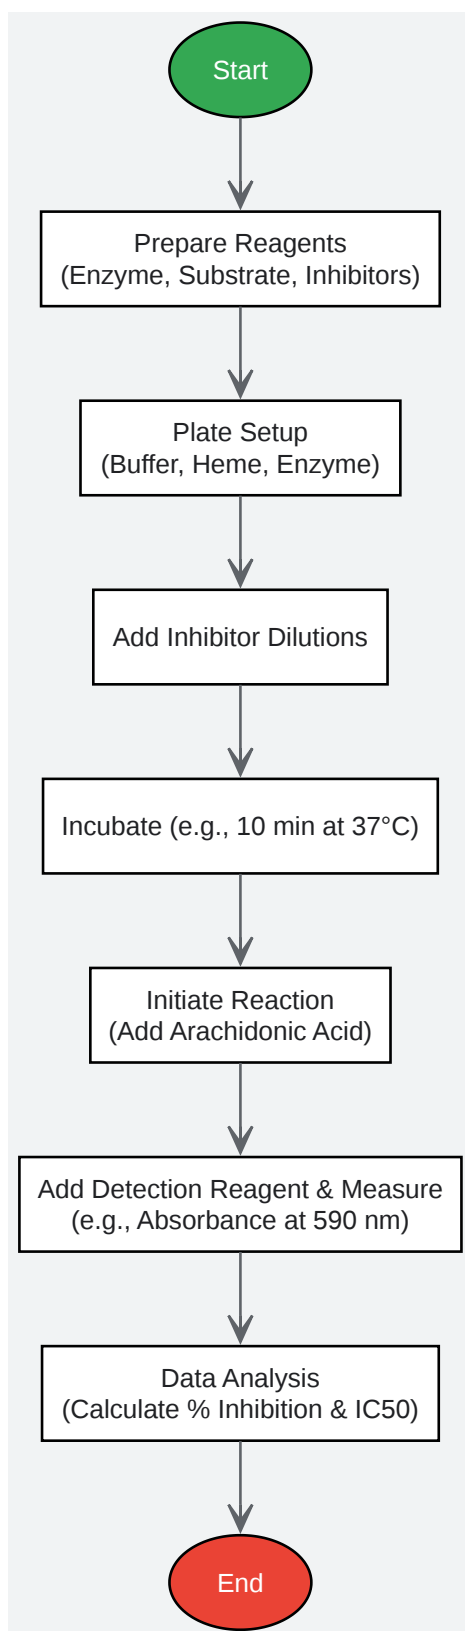 Start
Prepare Reagents
(Enzyme, Substrate, Inhibitors)
Plate Setup
(Buffer, Heme, Enzyme)
Add Inhibitor Dilutions
Incubate (e.g., 10 min at 37°C)
Initiate Reaction
(Add Arachidonic Acid)
Add Detection Reagent & Measure
(e.g., Absorbance at 590 nm)
Data Analysis
(Calculate % Inhibition & IC50)
End